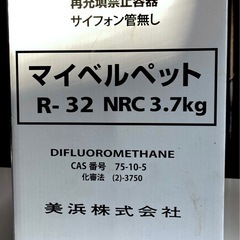 再充填禁止容器
サイフォン管無し
マイベルペット
R-32 NRC 3.7kg
DIFLUOROMETHANE
CAS 番号 75-10-5
化審法 (2)-3750
美浜株式会社